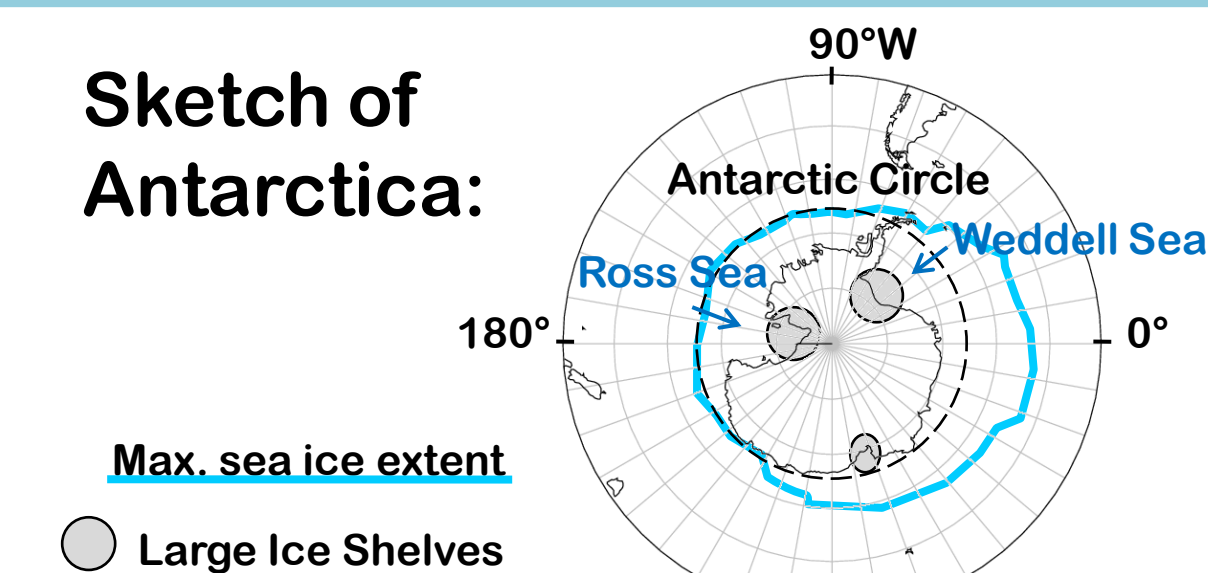 Sketch of
Antarctica:
90°W
Antarctic Circle
Weddell Sea
Ross Sea
180°
0°
Max. sea ice extent
Large Ice Shelves